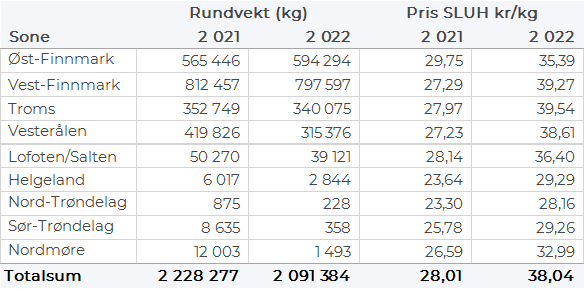 Rundvekt (kg) Pris SLUH kr/kg
Sone 2 021 2 022 2 021 2 022
Øst-Finnmark 565 446 594 294 29,75 35,39
Vest-Finnmark 812 457 797 597 27,29 39,27
Troms 352 749 340 075 27,97 39,54
Vesterålen 419 826 315 376 27,23 38,61
Lofoten/Salten 50 270 39 121 28,14 36,40
Helgeland 6 017 2 844 23,64 29,29
Nord-Trøndelag 875 228 23,30 28,16
Sør-Trøndelag 8 635 358 25,78 29,26
Nordmøre 12 003 1 493 26,59 32,99
Totalsum 2 228 277 2 091 384 28,01 38,04